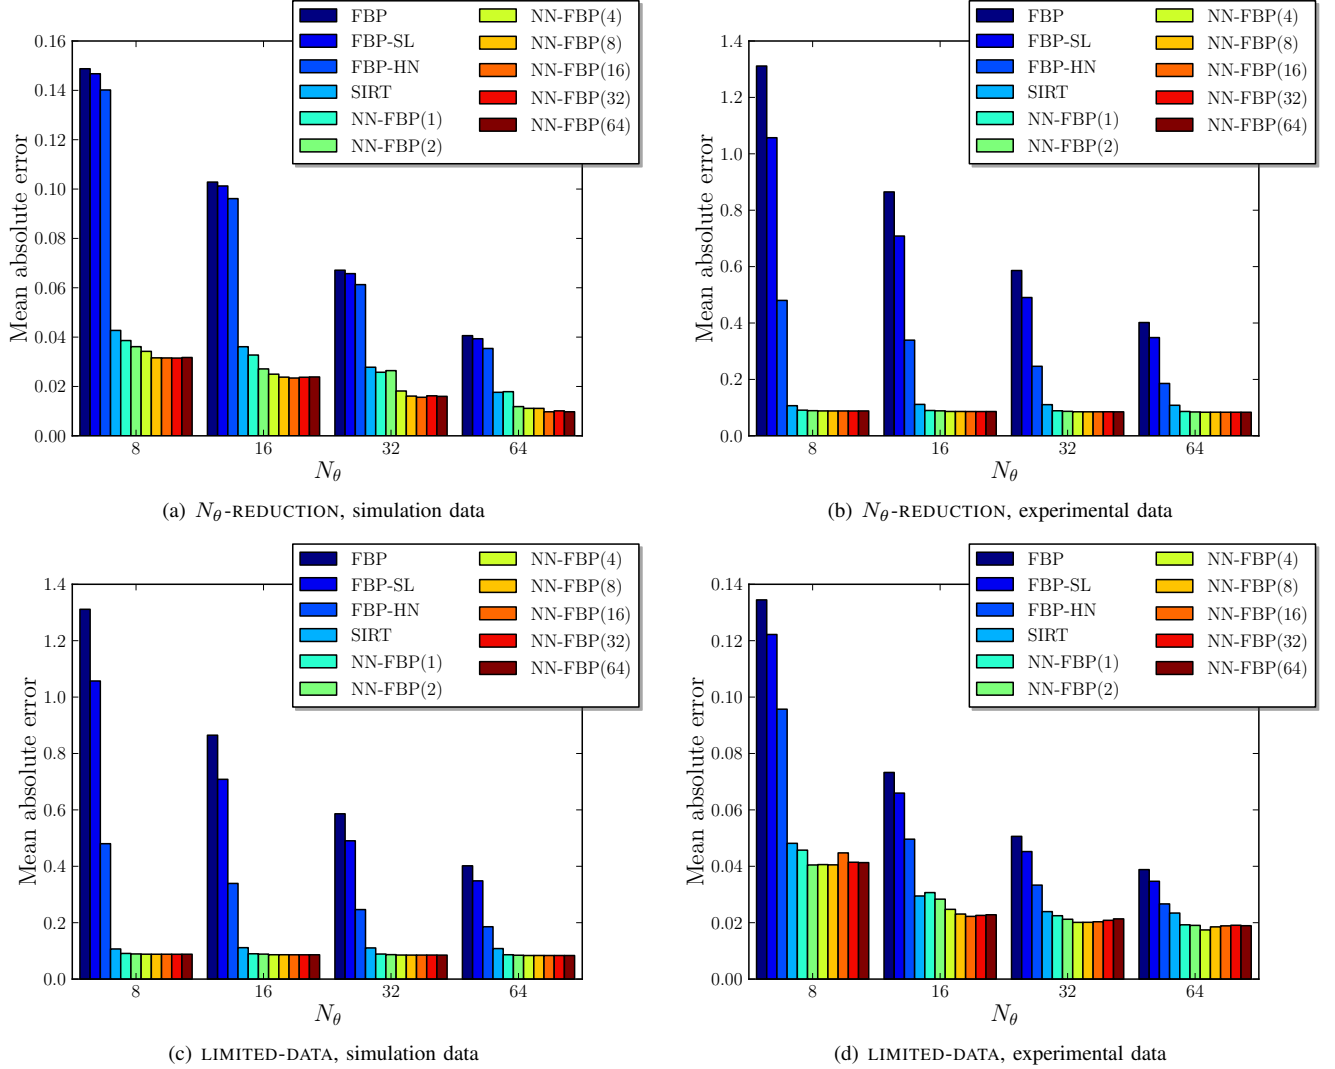 FBP
FBP-SL
FBP-HN
SIRT
NN-FBP(1)
NN-FBP(2)
NN-FBP(4)
NN-FBP(8)
NN-FBP(16)
NN-FBP(32)
NN-FBP(64)
Mean absolute error
0.16
0.14
0.12
0.10
0.08
0.06
0.04
0.02
0.00
8 16 32 64
N_θ
(a) N_θ-REDUCTION, simulation data
FBP
FBP-SL
FBP-HN
SIRT
NN-FBP(1)
NN-FBP(2)
NN-FBP(4)
NN-FBP(8)
NN-FBP(16)
NN-FBP(32)
NN-FBP(64)
Mean absolute error
1.4
1.2
1.0
0.8
0.6
0.4
0.2
0.0
8 16 32 64
N_θ
(b) N_θ-REDUCTION, experimental data
FBP
FBP-SL
FBP-HN
SIRT
NN-FBP(1)
NN-FBP(2)
NN-FBP(4)
NN-FBP(8)
NN-FBP(16)
NN-FBP(32)
NN-FBP(64)
Mean absolute error
1.4
1.2
1.0
0.8
0.6
0.4
0.2
0.0
8 16 32 64
N_θ
(c) LIMITED-DATA, simulation data
FBP
FBP-SL
FBP-HN
SIRT
NN-FBP(1)
NN-FBP(2)
NN-FBP(4)
NN-FBP(8)
NN-FBP(16)
NN-FBP(32)
NN-FBP(64)
Mean absolute error
0.14
0.12
0.10
0.08
0.06
0.04
0.02
0.00
8 16 32 64
N_θ
(d) LIMITED-DATA, experimental data